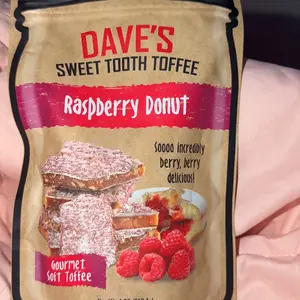 DAVE'S
SWEET TOOTH TOFFEE
Raspberry Donut
Soooo incredibly
berry, berry
delicious!
Gourmet
Soft Toffee